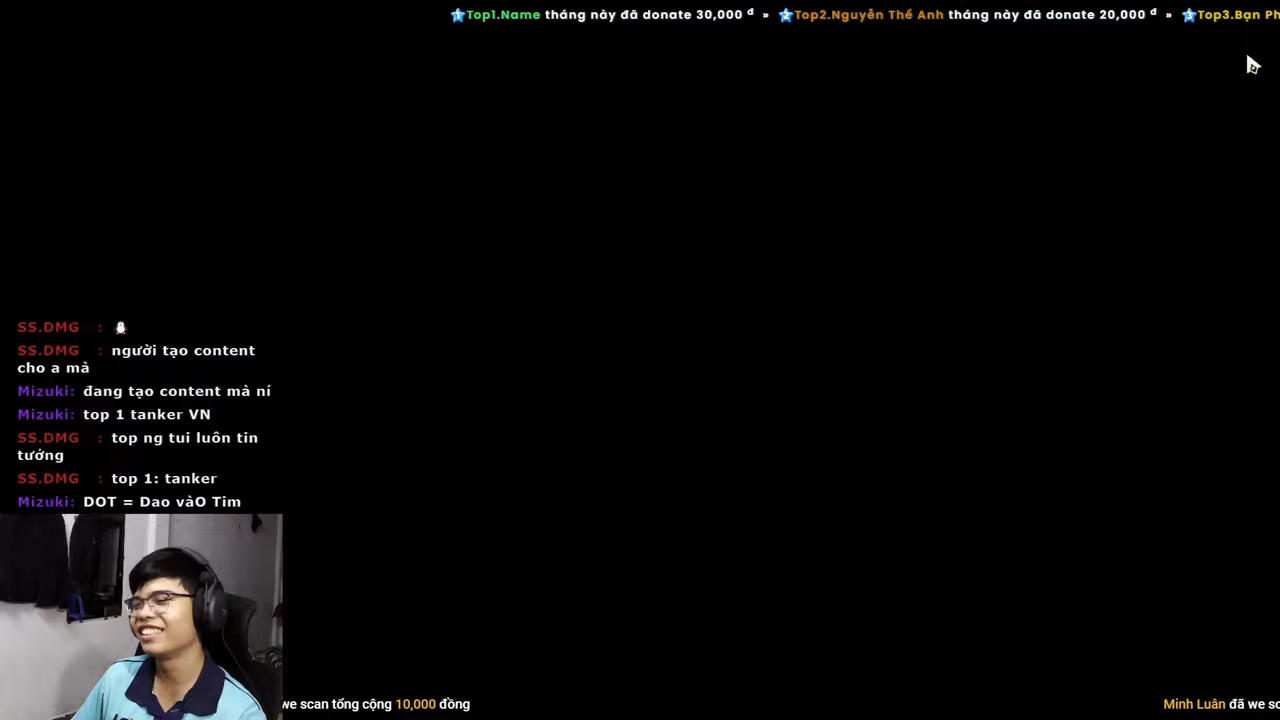 Top1.Name tháng này đã donate 30,000 đ » Top2.Nguyễn Thế Anh tháng này đã donate 20,000 đ » Top3.Bạn
SS.DMG : 🐧
SS.DMG : người tạo content
cho a mà
Mizuki: đang tạo content mà ní
Mizuki: top 1 tanker VN
SS.DMG : top ng tui luôn tin
tưởng
SS.DMG : top 1: tanker
Mizuki: DOT = Dao vàO Tim
we scan tổng cộng 10,000 đồng
Minh Luân đã we